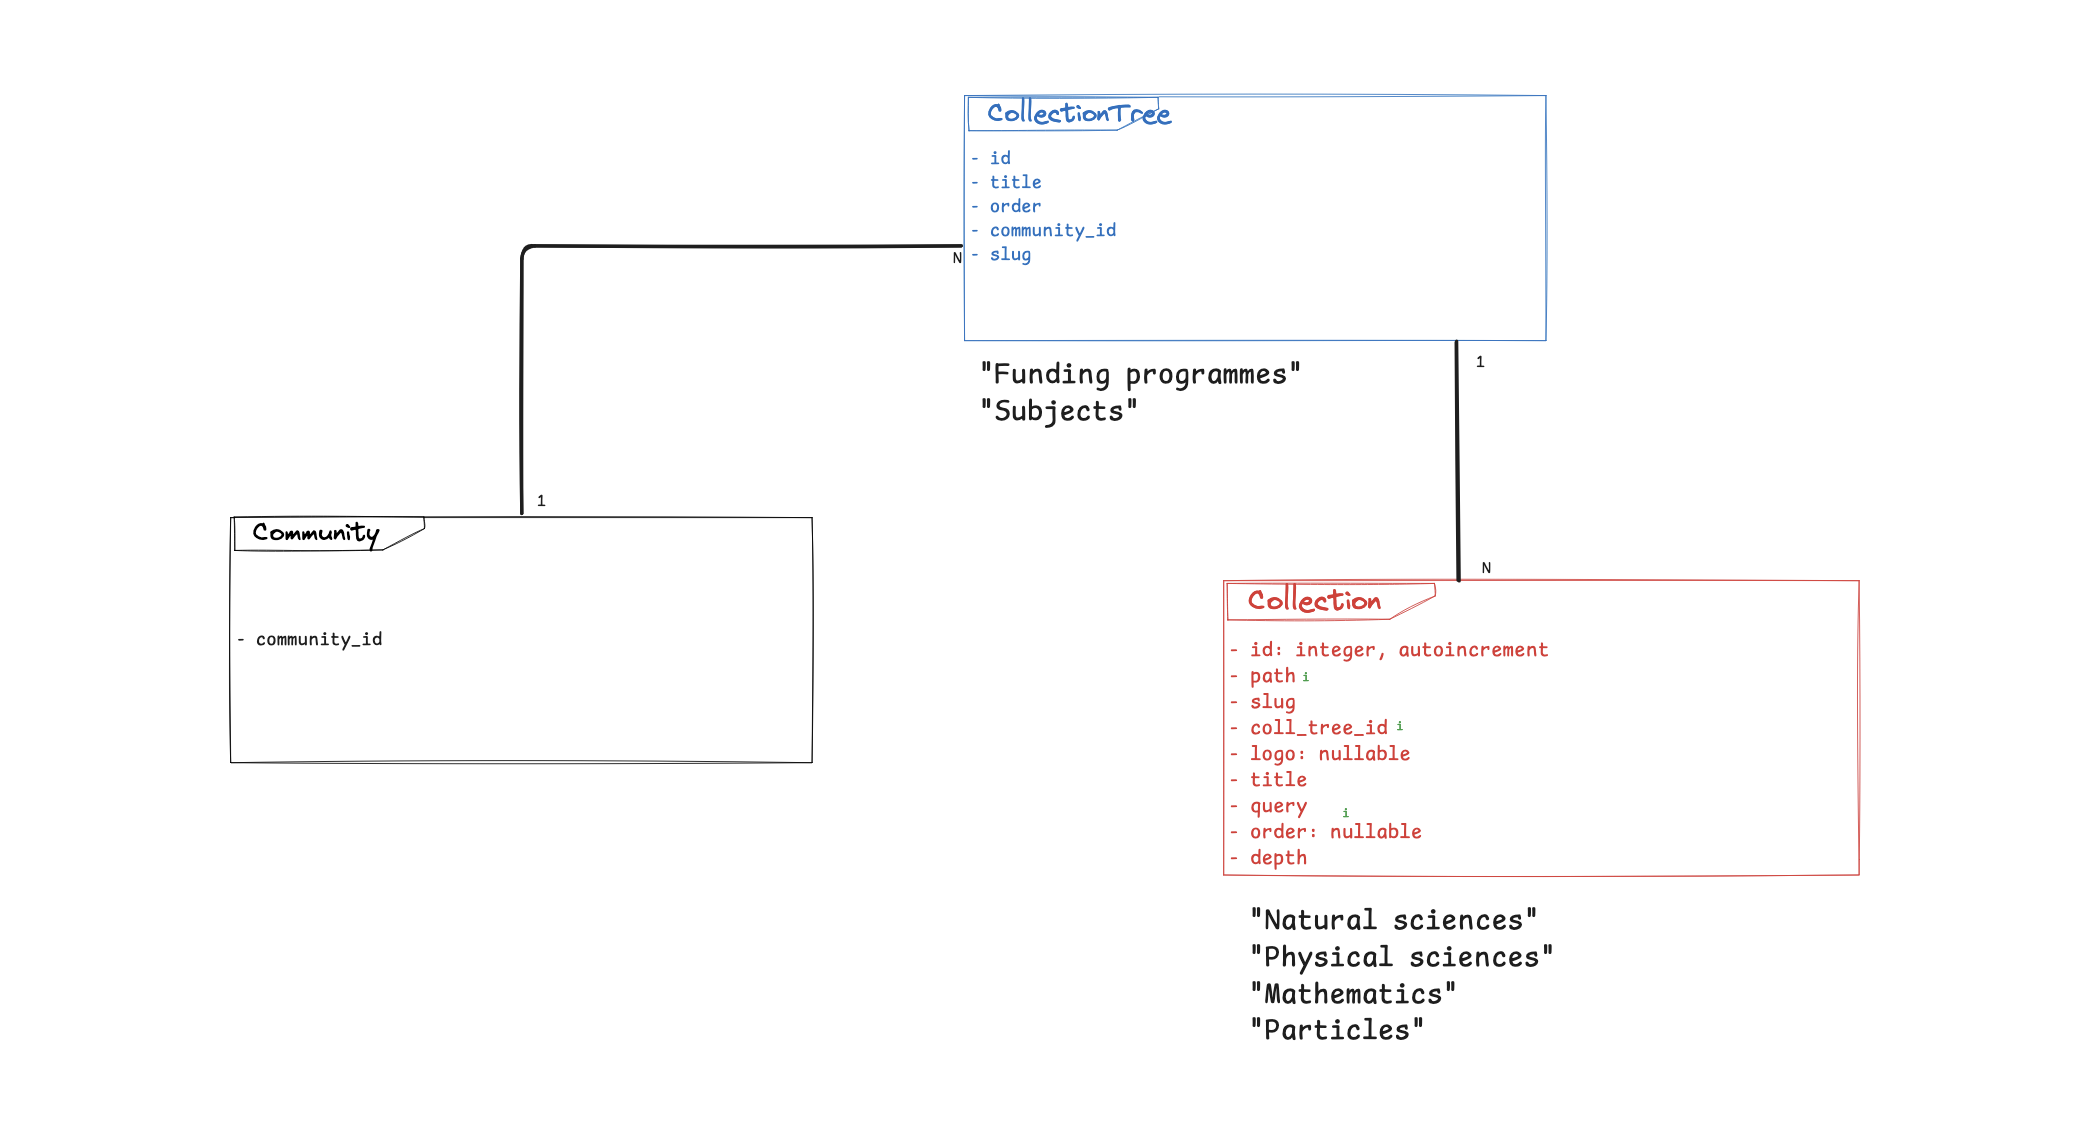 CollectionTree
- id
- title
- order
- community_id
- slug
N
"Funding programmes"
"Subjects"
1
1
Community
- community_id
N
Collection
- id: integer, autoincrement
- path i
- slug
- coll_tree_id i
- logo: nullable
- title
- query
i
- order: nullable
- depth
"Natural sciences"
"Physical sciences"
"Mathematics"
"Particles"